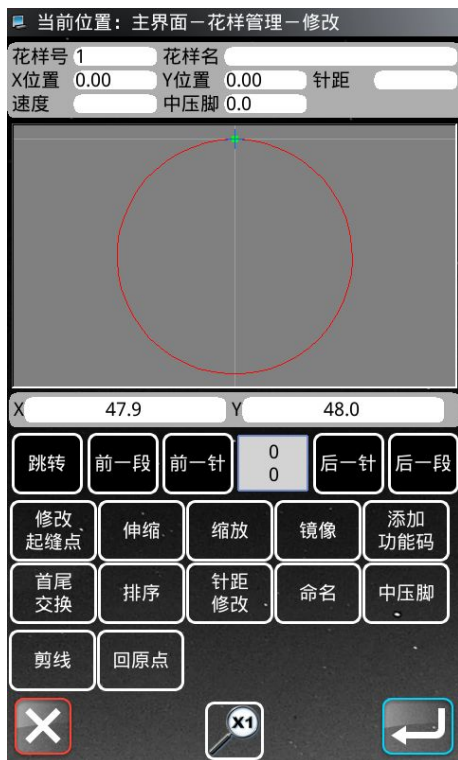 当前位置：主界面－花样管理－修改
花样号 1 花样名
X位置 0.00 Y位置 0.00 针距
速度 中压脚 0.0
X 47.9 Y 48.0
跳转 前一段 前一针 0 后一针 后一段
0
修改 伸缩 缩放 镜像 添加
起缝点 功能码
首尾 排序 针距 命名 中压脚
交换 修改
剪线 回原点
X1